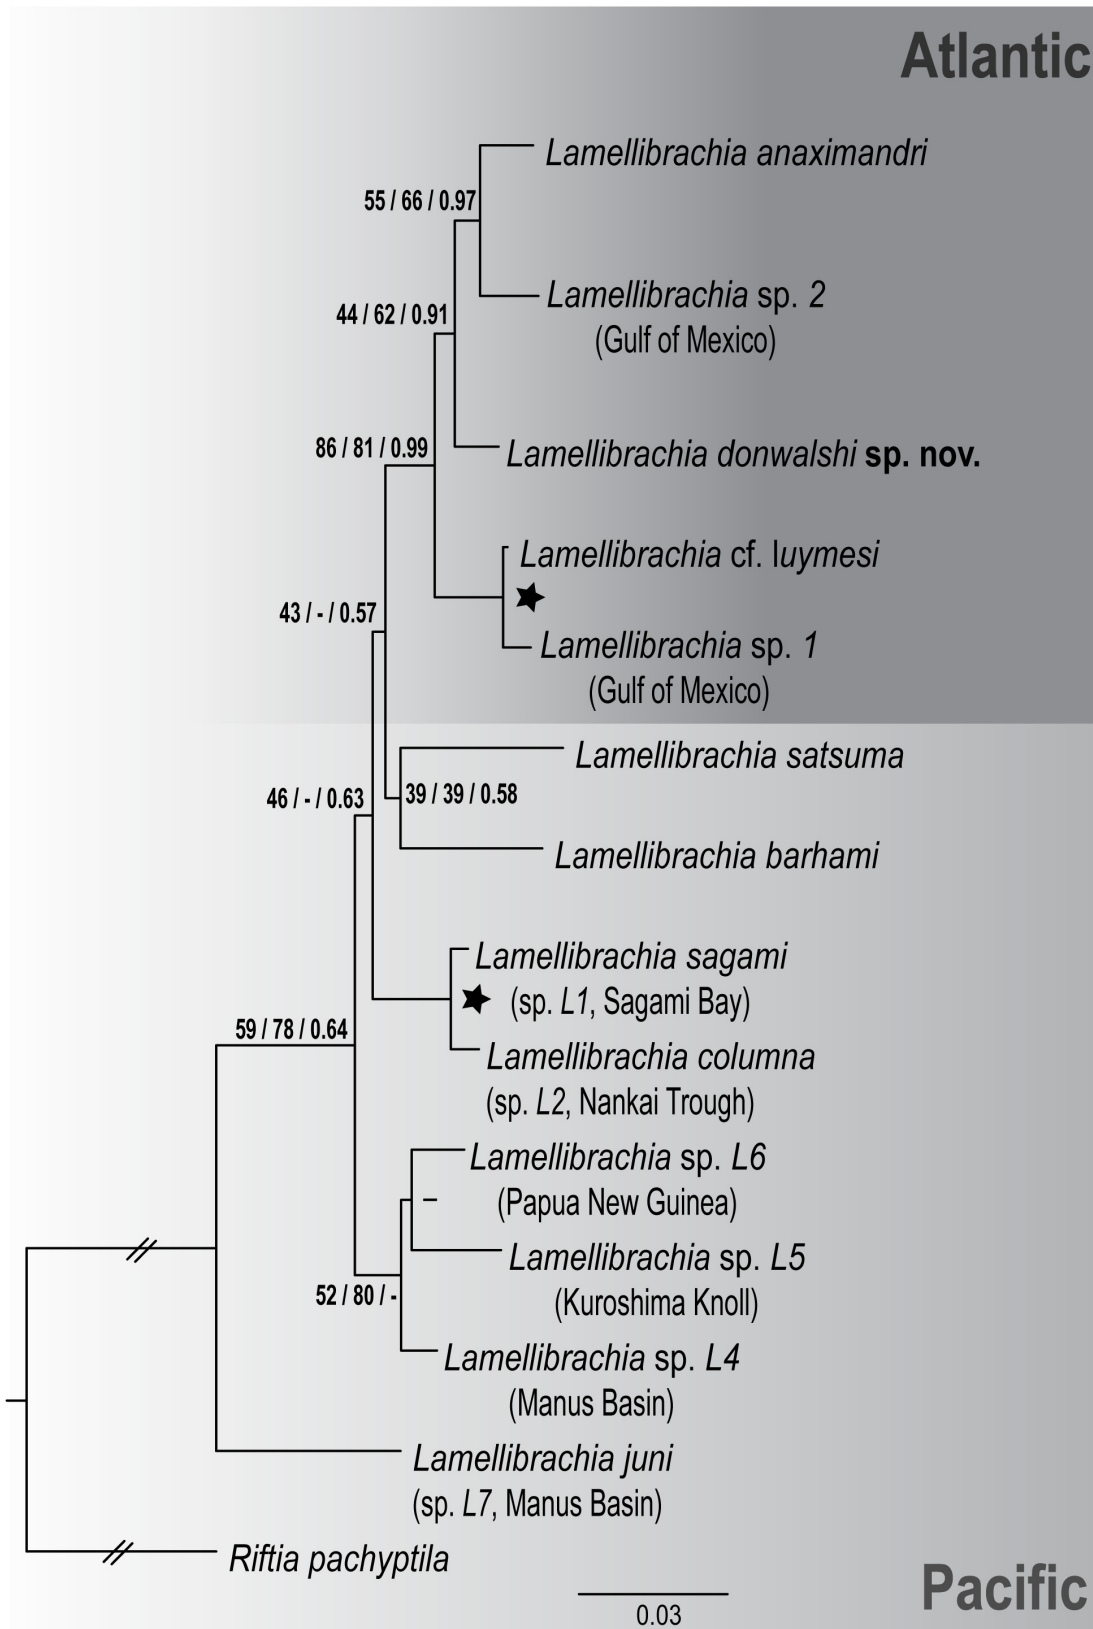 Atlantic
Lamellibrachia anaximandri
55 / 66 / 0.97
Lamellibrachia sp. 2
44 / 62 / 0.91
(Gulf of Mexico)
86 / 81 / 0.99
Lamellibrachia donwalshi sp. nov.
Lamellibrachia cf. luymesi
43 / - / 0.57
Lamellibrachia sp. 1
(Gulf of Mexico)
Lamellibrachia satsuma
46 / - / 0.63
39 / 39 / 0.58
Lamellibrachia barhami
Lamellibrachia sagami
(sp. L1, Sagami Bay)
59 / 78 / 0.64
Lamellibrachia columna
(sp. L2, Nankai Trough)
Lamellibrachia sp. L6
–
(Papua New Guinea)
Lamellibrachia sp. L5
52 / 80 / -
(Kuroshima Knoll)
Lamellibrachia sp. L4
(Manus Basin)
Lamellibrachia juni
(sp. L7, Manus Basin)
Riftia pachyptila
Pacific
0.03